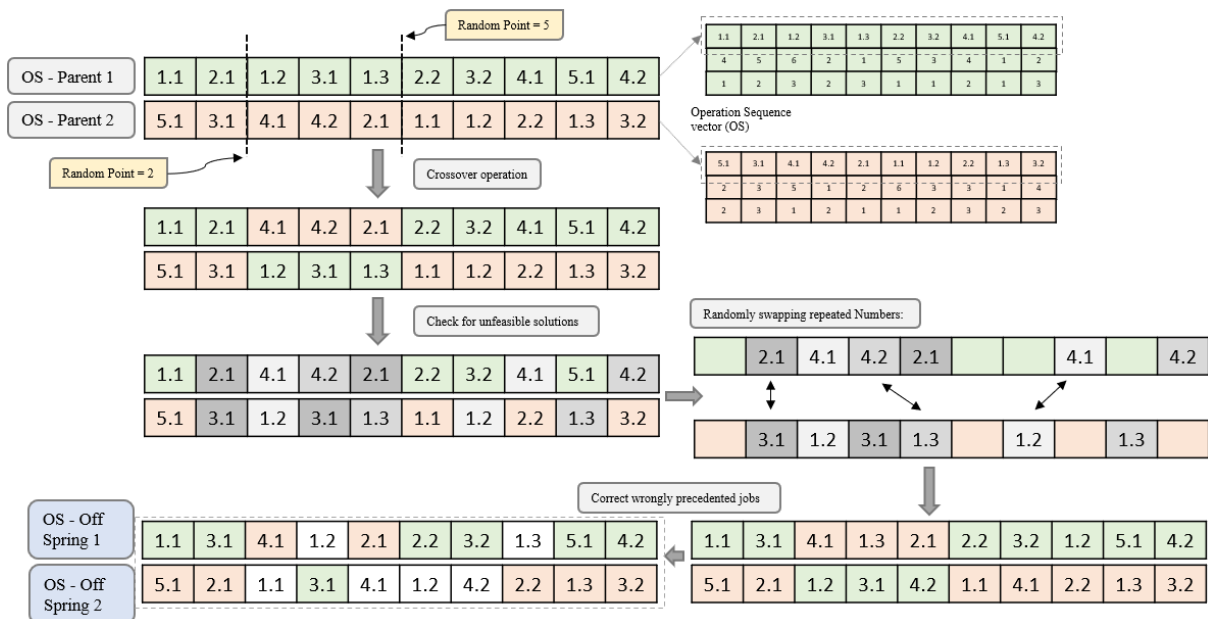 Random Point = 5
OS - Parent 1
1.1 2.1 1.2 3.1 1.3 2.2 3.2 4.1 5.1 4.2
OS - Parent 2
5.1 3.1 4.1 4.2 2.1 1.1 1.2 2.2 1.3 3.2
Random Point = 2
1.1 2.1 1.2 3.1 1.3 2.2 3.2 4.1 5.1 4.2
4 5 6 2 1 5 3 4 1 2
1 2 3 2 3 1 1 2 1 3
Operation Sequence
vector (OS)
5.1 3.1 4.1 4.2 2.1 1.1 1.2 2.2 1.3 3.2
2 3 5 1 2 6 3 3 1 4
2 3 1 2 1 1 2 3 2 3
Crossover operation
1.1 2.1 4.1 4.2 2.1 2.2 3.2 4.1 5.1 4.2
5.1 3.1 1.2 3.1 1.3 1.1 1.2 2.2 1.3 3.2
Check for unfeasible solutions
1.1 2.1 4.1 4.2 2.1 2.2 3.2 4.1 5.1 4.2
5.1 3.1 1.2 3.1 1.3 1.1 1.2 2.2 1.3 3.2
Randomly swapping repeated Numbers:
2.1 4.1 4.2 2.1 4.1 4.2
3.1 1.2 3.1 1.3 1.2 1.3
Correct wrongly precedented jobs
1.1 3.1 4.1 1.3 2.1 2.2 3.2 1.2 5.1 4.2
5.1 2.1 1.2 3.1 4.2 1.1 4.1 2.2 1.3 3.2
OS - Off
Spring 1
1.1 3.1 4.1 1.2 2.1 2.2 3.2 1.3 5.1 4.2
OS - Off
Spring 2
5.1 2.1 1.1 3.1 4.1 1.2 4.2 2.2 1.3 3.2